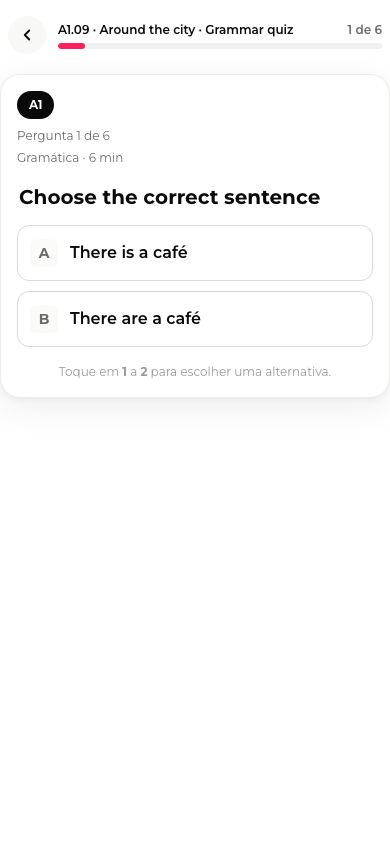 A1.09 · Around the city · Grammar quiz
1 de 6
A1
Pergunta 1 de 6
Gramática · 6 min
Choose the correct sentence
A There is a café
B There are a café
Toque em 1 a 2 para escolher uma alternativa.